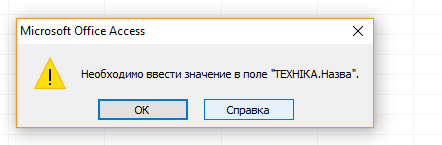 Microsoft Office Access
Необходимо ввести значение в поле "ТЕХНІКА.Назва".
ОК
Справка